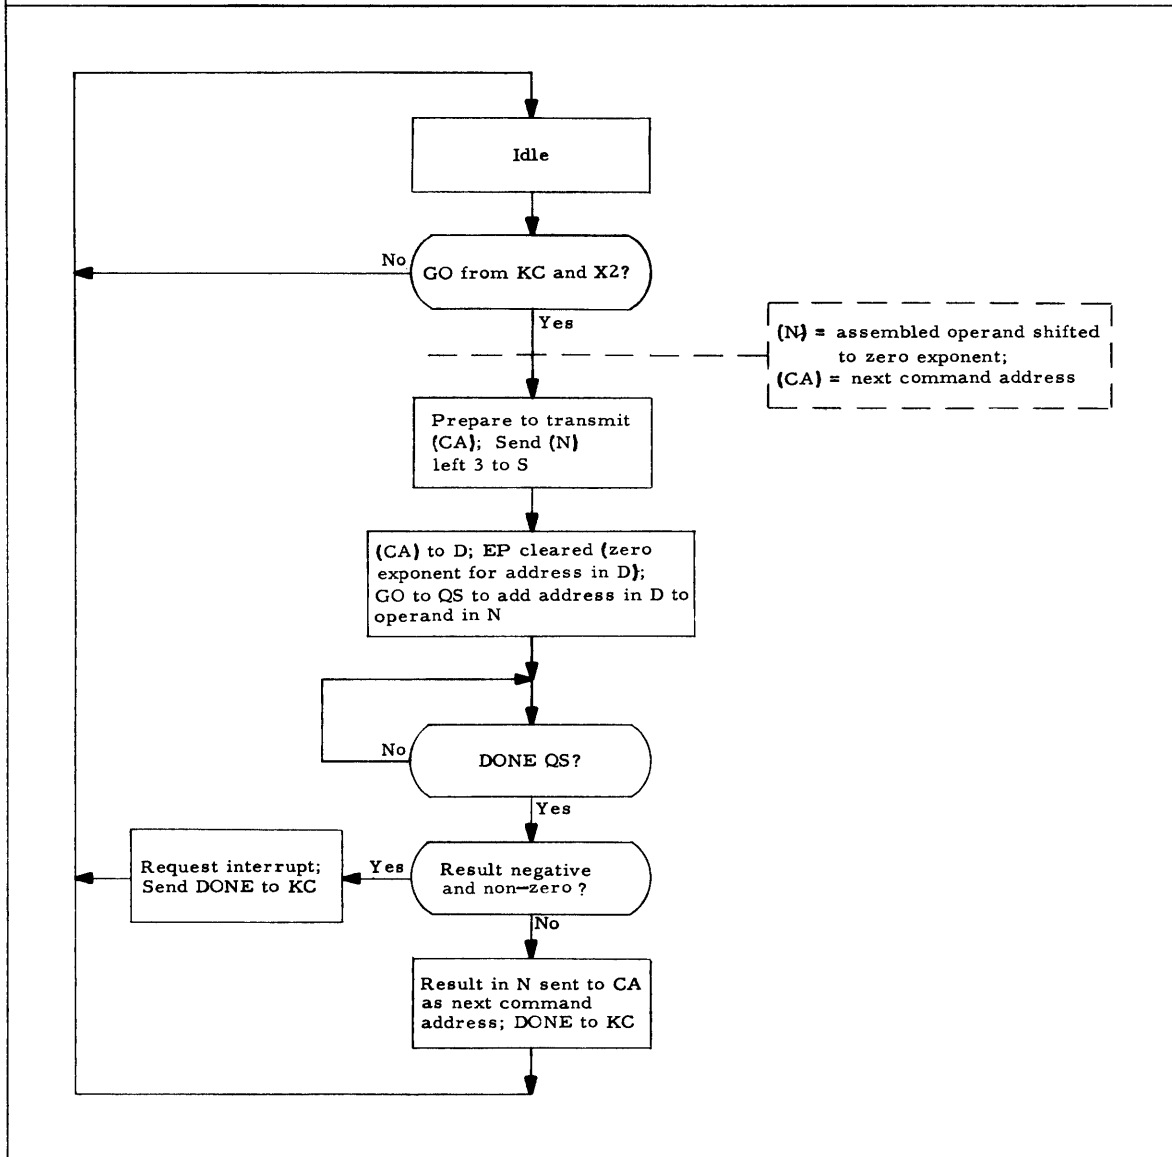 Idle
No
GO from KC and X2?
Yes
(N) = assembled operand shifted
to zero exponent;
(CA) = next command address
Prepare to transmit
(CA); Send (N)
left 3 to S
(CA) to D; EP cleared (zero
exponent for address in D);
GO to QS to add address in D to
operand in N
No
DONE QS?
Yes
Request interrupt;
Send DONE to KC
Yes
Result negative
and non-zero?
No
Result in N sent to CA
as next command
address; DONE to KC